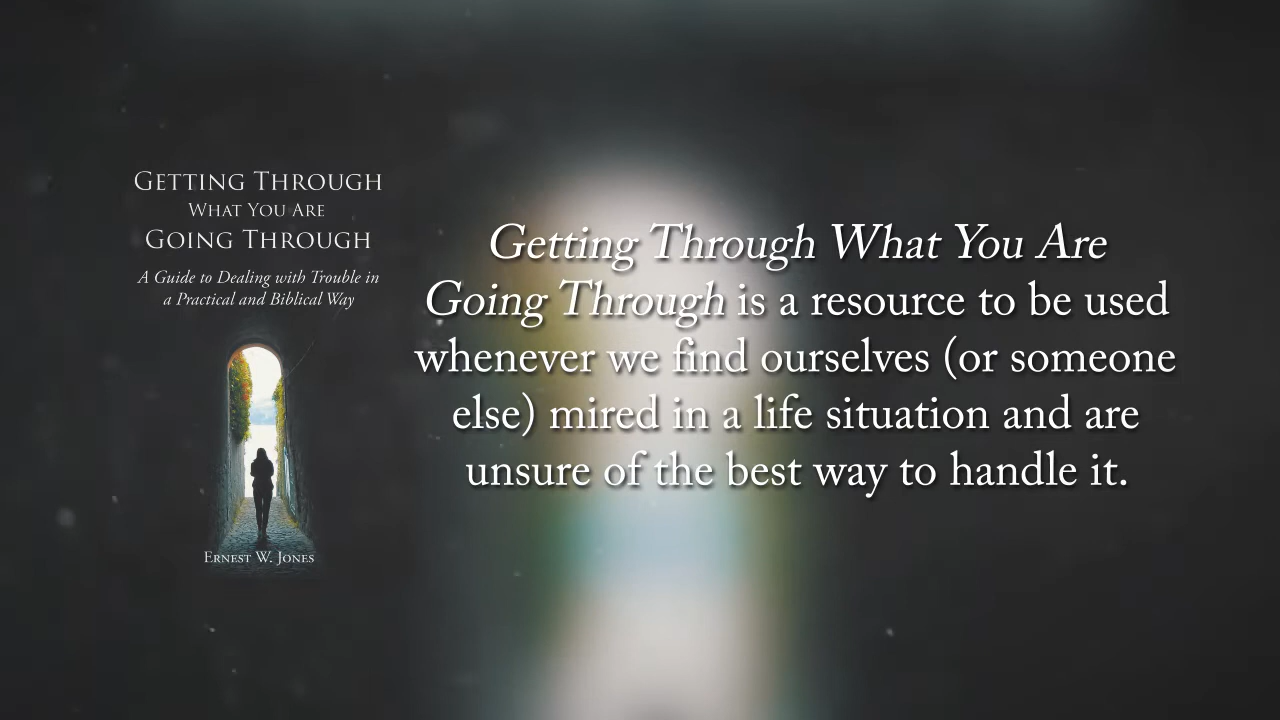 GETTING THROUGH
WHAT YOU ARE
GOING THROUGH
A Guide to Dealing with Trouble in
a Practical and Biblical Way
ERNEST W. JONES
Getting Through What You Are
Going Through is a resource to be used
whenever we find ourselves (or someone
else) mired in a life situation and are
unsure of the best way to handle it.